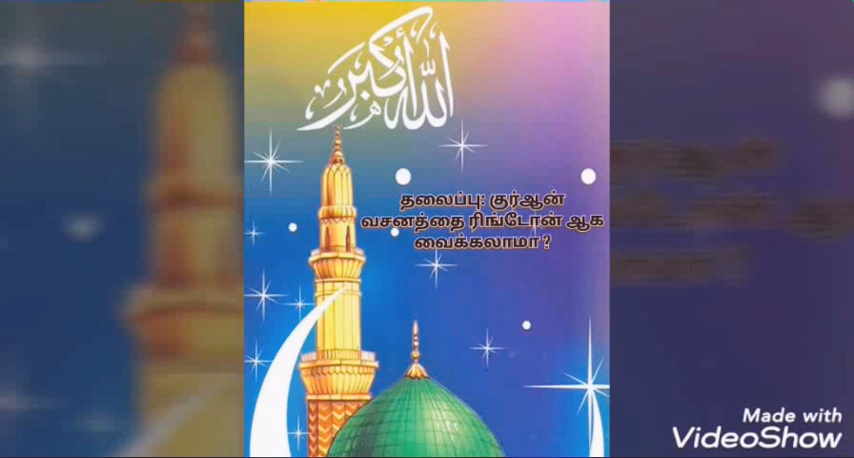 الله أكبر
தலைப்பு: குர்ஆன்
வசனத்தை ரிங்டோன் ஆக
வைக்கலாமா ?
Made with
VideoShow